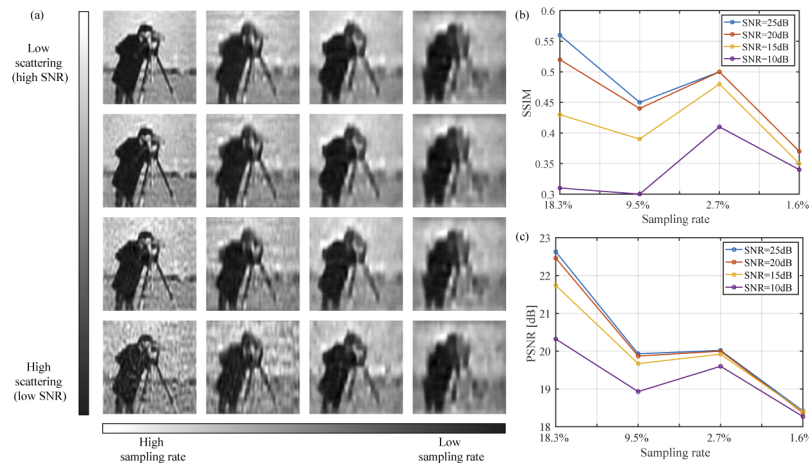 (a)
Low
scattering
(high SNR)
High
scattering
(low SNR)
High
sampling rate
Low
sampling rate
(b)
0.6
0.55
0.5
0.45
0.4
0.35
0.3
SSIM
SNR=25dB
SNR=20dB
SNR=15dB
SNR=10dB
18.3%
9.5%
2.7%
1.6%
Sampling rate
(c)
23
22
21
20
19
18
PSNR [dB]
SNR=25dB
SNR=20dB
SNR=15dB
SNR=10dB
18.3%
9.5%
2.7%
1.6%
Sampling rate